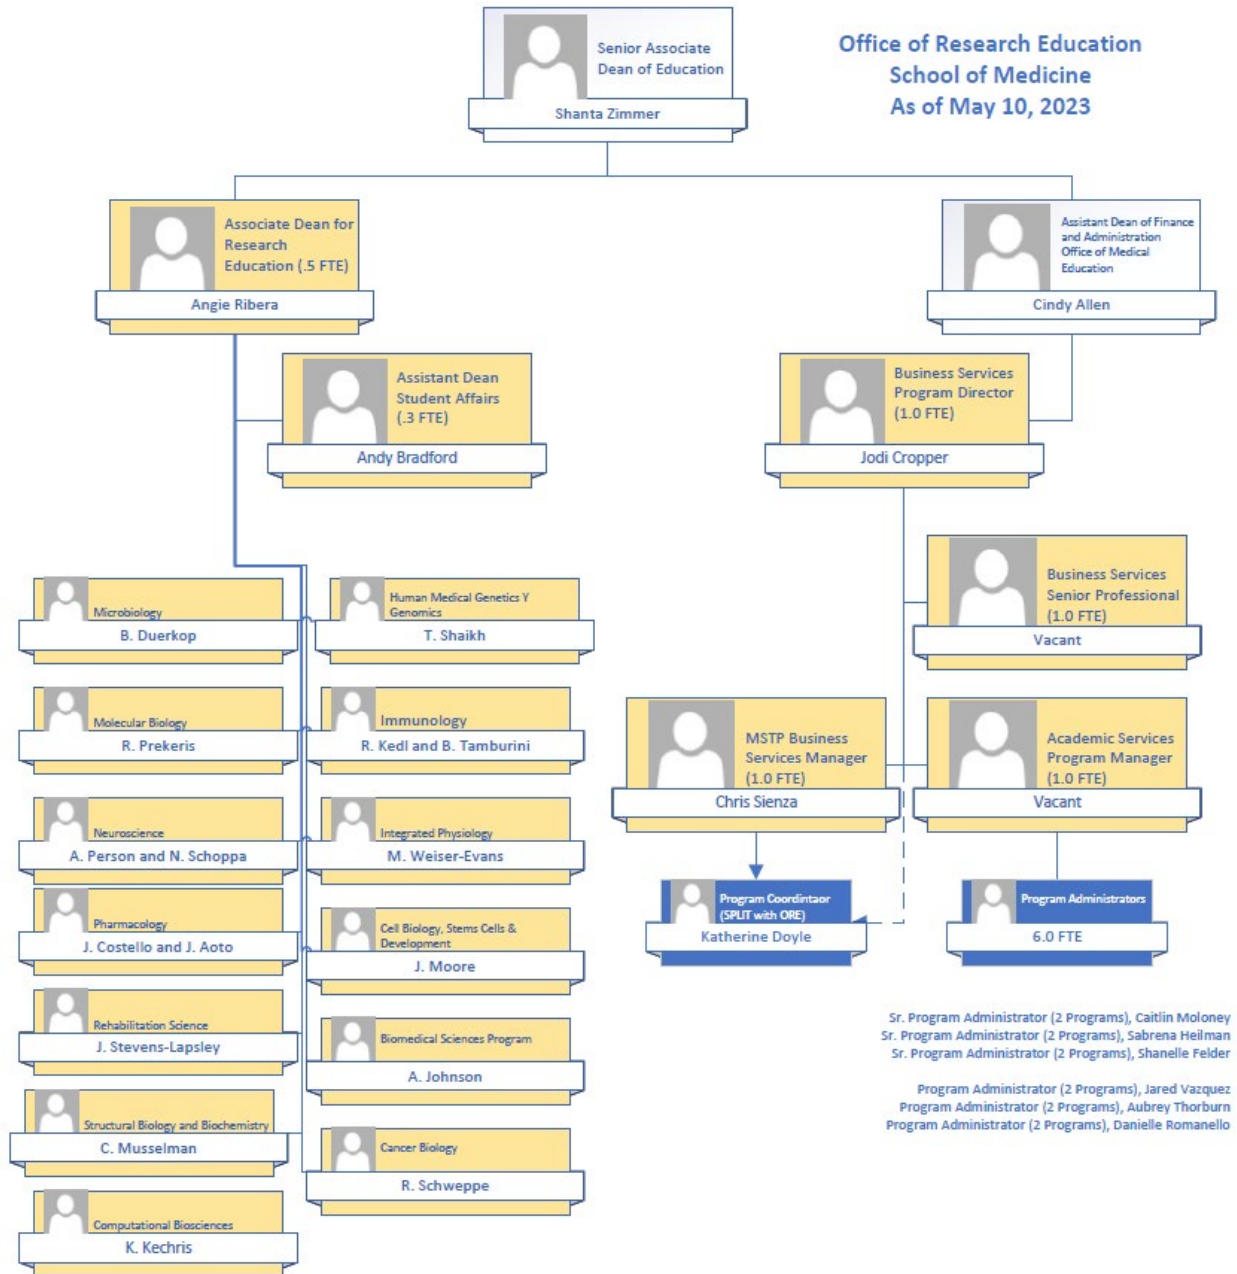 Office of Research Education
School of Medicine
As of May 10, 2023
Senior Associate
Dean of Education
Shanta Zimmer
Associate Dean for
Research
Education (.5 FTE)
Angie Ribera
Assistant Dean of Finance
and Administration
Office of Medical
Education
Cindy Allen
Assistant Dean
Student Affairs
(.3 FTE)
Andy Bradford
Business Services
Program Director
(1.0 FTE)
Jodi Cropper
Business Services
Senior Professional
(1.0 FTE)
Vacant
MSTP Business
Services Manager
(1.0 FTE)
Chris Sienza
Academic Services
Program Manager
(1.0 FTE)
Vacant
Program Coordintaor
(SPLIT with ORE)
Katherine Doyle
Program Administrators
6.0 FTE
Microbiology
B. Duerkop
Human Medical Genetics Y
Genomics
T. Shaikh
Molecular Biology
R. Prekeris
Immunology
R. Kedl and B. Tamburini
Neuroscience
A. Person and N. Schoppa
Integrated Physiology
M. Weiser-Evans
Pharmacology
J. Costello and J. Aoto
Cell Biology, Stems Cells &
Development
J. Moore
Rehabilitation Science
J. Stevens-Lapsley
Biomedical Sciences Program
A. Johnson
Structural Biology and Biochemistry
C. Musselman
Cancer Biology
R. Schweppe
Computational Biosciences
K. Kechris
Sr. Program Administrator (2 Programs), Caitlin Moloney
Sr. Program Administrator (2 Programs), Sabrena Heilman
Sr. Program Administrator (2 Programs), Shanelle Felder
Program Administrator (2 Programs), Jared Vazquez
Program Administrator (2 Programs), Aubrey Thorburn
Program Administrator (2 Programs), Danielle Romanello